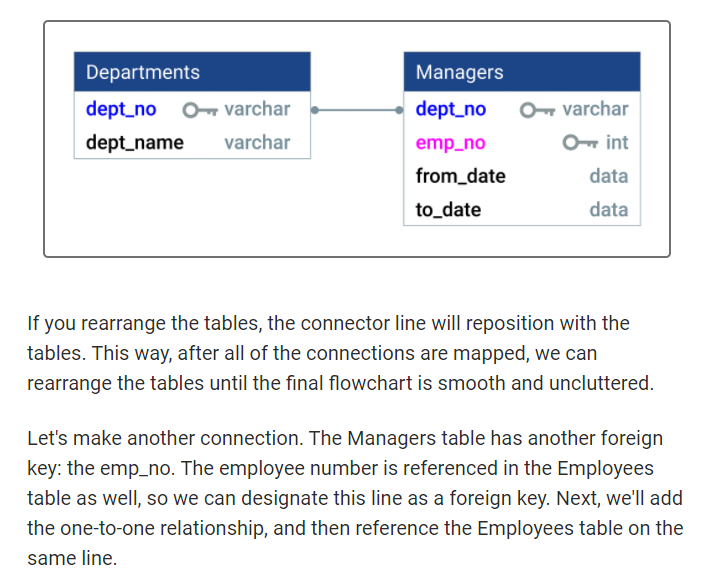 Departments
dept_no varchar
dept_name varchar
Managers
dept_no varchar
emp_no int
from_date data
to_date data
If you rearrange the tables, the connector line will reposition with the
tables. This way, after all of the connections are mapped, we can
rearrange the tables until the final flowchart is smooth and uncluttered.
Let's make another connection. The Managers table has another foreign
key: the emp_no. The employee number is referenced in the Employees
table as well, so we can designate this line as a foreign key. Next, we'll add
the one-to-one relationship, and then reference the Employees table on the
same line.